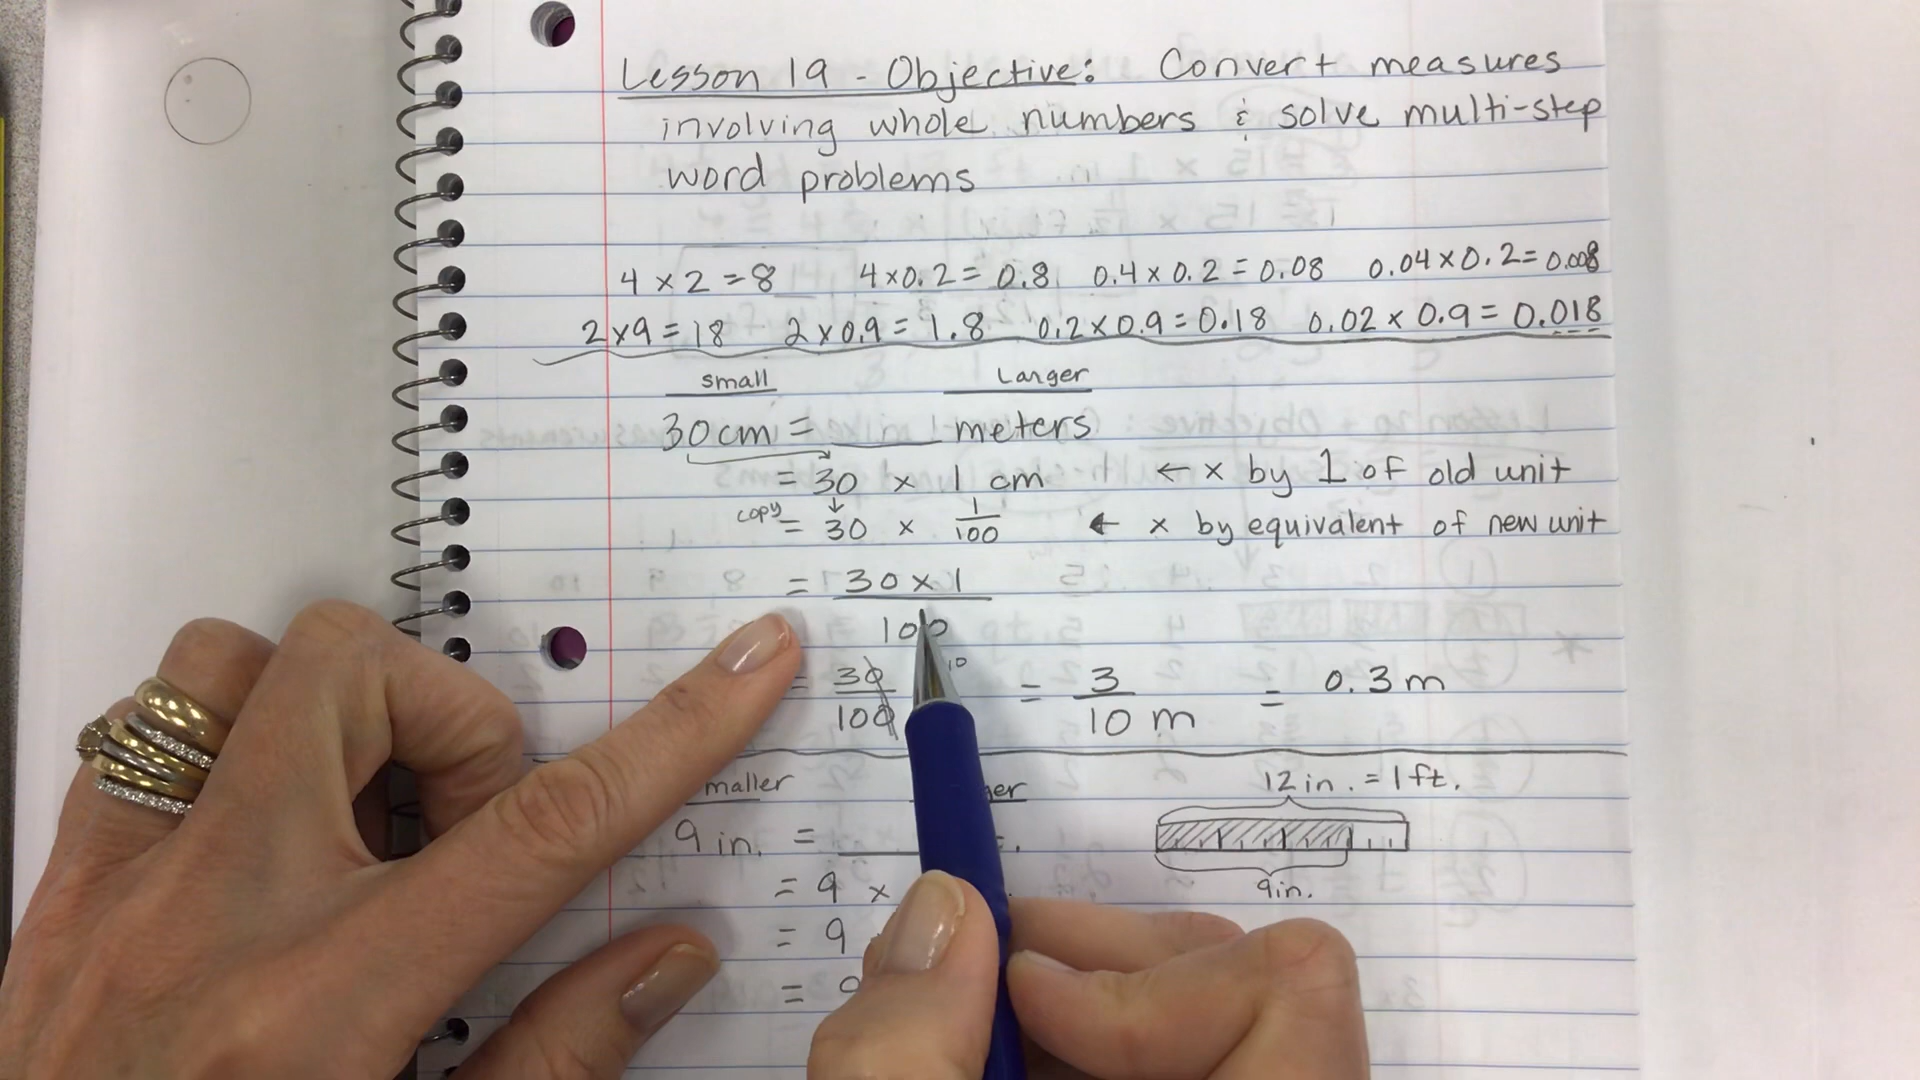 Lesson 19 - Objective: Convert measures
involving whole numbers & solve multi-step
word problems
4 x 2 = 8 4 x 0.2 = 0.8 0.4 x 0.2 = 0.08 0.04 x 0.2 = 0.008
2 x 9 = 18 2 x 0.9 = 1.8 0.2 x 0.9 = 0.18 0.02 x 0.9 = 0.018
small Larger
30cm = ____ meters
= 30 x 1 cm ← x by 1 of old unit
copy = 30 x 1/100 ← x by equivalent of new unit
= 30 x 1
100
= 30/100 10 = 3/10 m = 0.3 m
12 in. = 1 ft.
9 in. = ____
9 in.
= 9 x
= 9
=